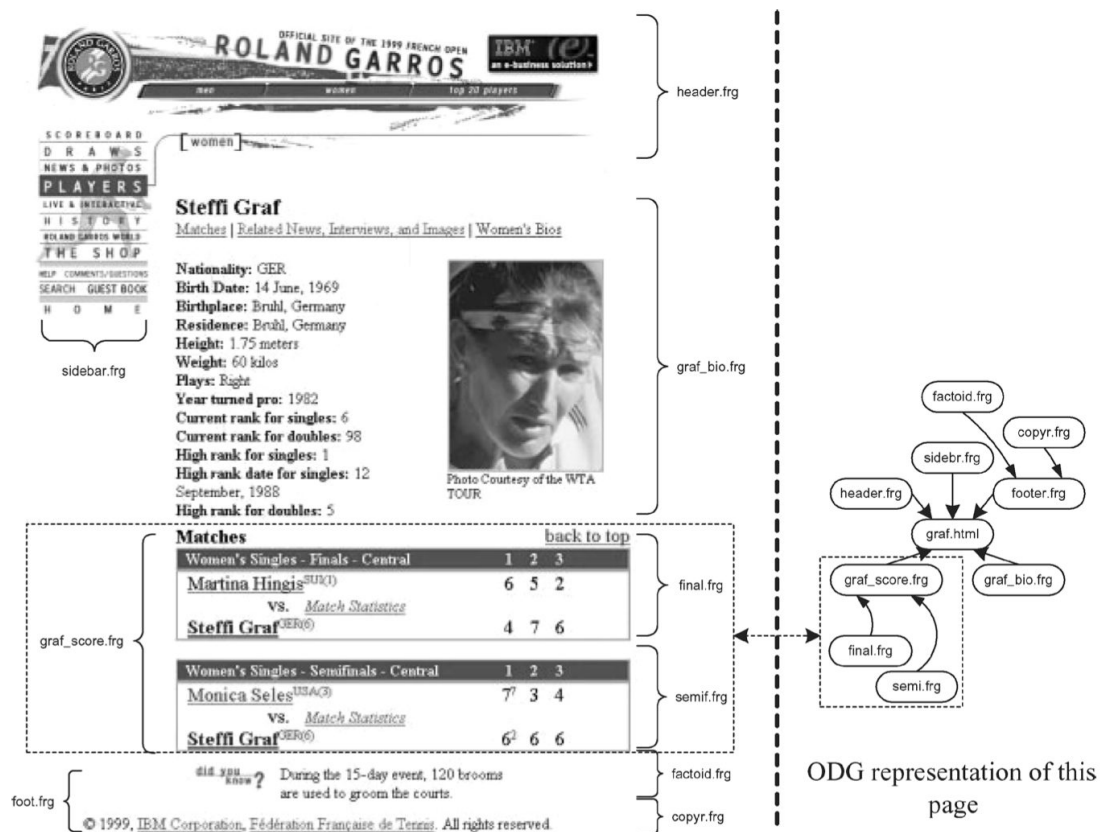 OFFICIAL SITE OF THE 1999 FRENCH OPEN
ROLAND GARROS
ROLAND GARROS
PARIS
IBM e
an e-business solution
men women top 20 players
header.frg
SCOREBOARD
DRAWS
NEWS & PHOTOS
PLAYERS
LIVE & INTERACTIVE
HISTORY
ROLAND GARROS WORLD
THE SHOP
HELP COMMENTS/QUESTIONS
SEARCH GUEST BOOK
HOME
sidebar.frg
[women]
Steffi Graf
Matches | Related News, Interviews, and Images | Women's Bios
Nationality: GER
Birth Date: 14 June, 1969
Birthplace: Bruhl, Germany
Residence: Bruhl, Germany
Height: 1.75 meters
Weight: 60 kilos
Plays: Right
Year turned pro: 1982
Current rank for singles: 6
Current rank for doubles: 98
High rank for singles: 1
High rank date for singles: 12
September, 1988
High rank for doubles: 5
Photo Courtesy of the WTA
TOUR
graf_bio.frg
Matches back to top
Women's Singles - Finals - Central 1 2 3
Martina Hingis SUI(1) 6 5 2
vs. Match Statistics
Steffi Graf GER(6) 4 7 6
final.frg
graf_score.frg
Women's Singles - Semifinals - Central 1 2 3
Monica Seles USA(3) 7⁷ 3 4
vs. Match Statistics
Steffi Graf GER(6) 6² 6 6
semif.frg
did you know? During the 15-day event, 120 brooms
are used to groom the courts.
factoid.frg
foot.frg
© 1999, IBM Corporation, Fédération Française de Tennis. All rights reserved.
copyr.frg
factoid.frg
copyr.frg
sidebr.frg
header.frg
footer.frg
graf.html
graf_score.frg
graf_bio.frg
final.frg
semi.frg
ODG representation of this
page